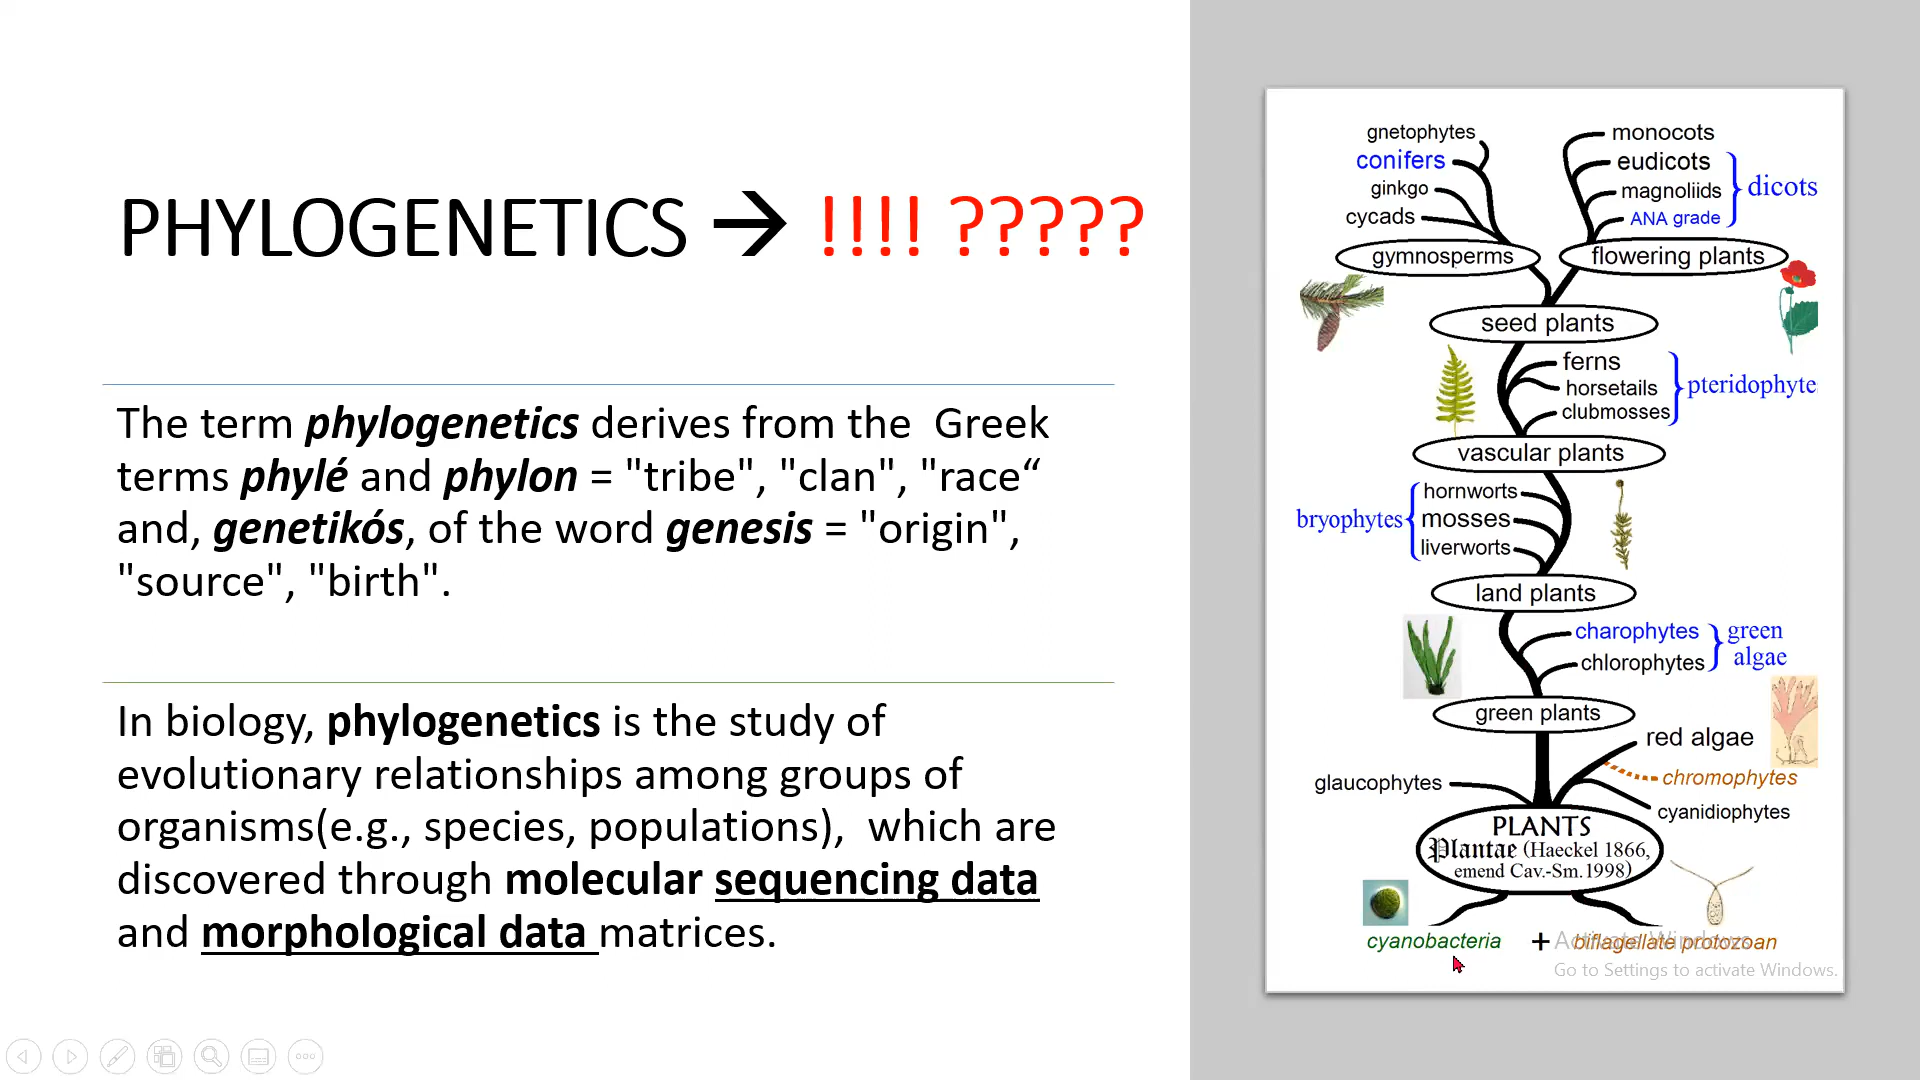 PHYLOGENETICS → !!!! ?????
The term phylogenetics derives from the Greek
terms phylé and phylon = "tribe", "clan", "race“
and, genetikós, of the word genesis = "origin",
"source", "birth".
In biology, phylogenetics is the study of
evolutionary relationships among groups of
organisms(e.g., species, populations), which are
discovered through molecular sequencing data
and morphological data matrices.
gnetophytes
conifers
ginkgo
cycads
gymnosperms
monocots
eudicots
magnoliids
ANA grade
dicots
flowering plants
seed plants
ferns
horsetails
clubmosses
pteridophyte
vascular plants
hornworts
mosses
liverworts
bryophytes
land plants
charophytes
chlorophytes
green
algae
green plants
red algae
chromophytes
cyanidiophytes
glaucophytes
PLANTS
Plantae (Haeckel 1866,
emend Cav.-Sm. 1998)
cyanobacteria + biflagellate protozoan
Activate Windows
Go to Settings to activate Windows.